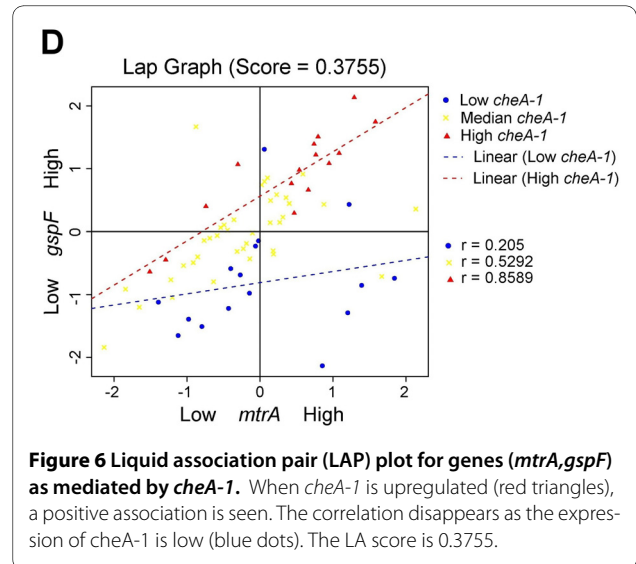 D
Lap Graph (Score = 0.3755)
2
1
0
-1
-2
High
gspF
Low
-2 -1 0 1 2
Low mtrA High
Low cheA-1
Median cheA-1
High cheA-1
Linear (Low cheA-1)
Linear (High cheA-1)
r = 0.205
r = 0.5292
r = 0.8589
Figure 6 Liquid association pair (LAP) plot for genes (mtrA,gspF)
as mediated by cheA-1. When cheA-1 is upregulated (red triangles),
a positive association is seen. The correlation disappears as the expres-
sion of cheA-1 is low (blue dots). The LA score is 0.3755.